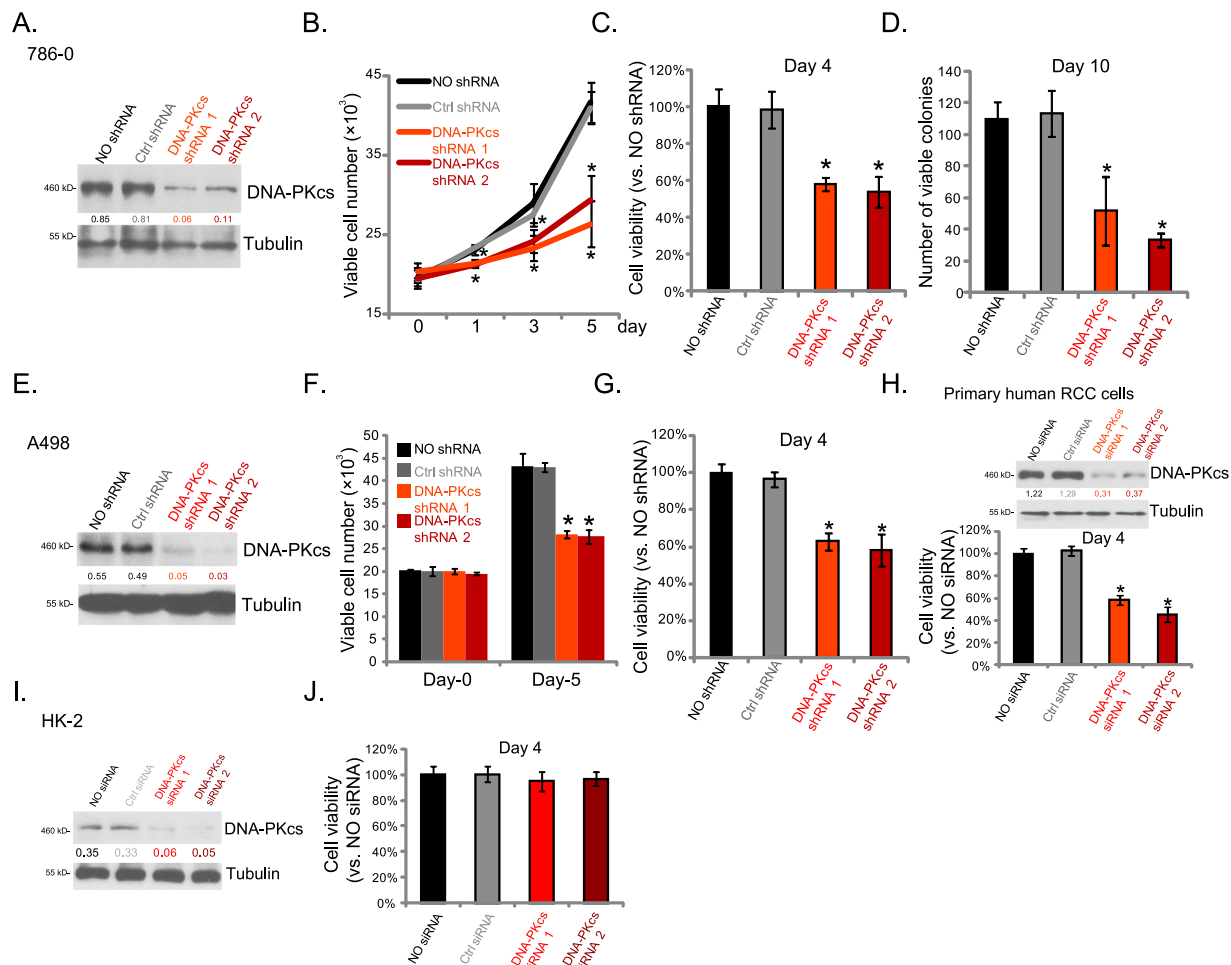 A.
786-0
NO shRNA
Ctrl shRNA
DNA-PKcs
shRNA 1
DNA-PKcs
shRNA 2
460 kD-
DNA-PKcs
0.85 0.81 0.06 0.11
55 kD-
Tubulin
B.
Viable cell number (×10³)
45
35
25
15
NO shRNA
Ctrl shRNA
DNA-PKcs
shRNA 1
DNA-PKcs
shRNA 2
* * * * * *
0 1 3 5 day
C.
Day 4
Cell viability (vs. NO shRNA)
120%
100%
80%
60%
40%
20%
0%
* *
NO shRNA
Ctrl shRNA
DNA-PKcs
shRNA 1
DNA-PKcs
shRNA 2
D.
Day 10
Number of viable colonies
140
120
100
80
60
40
20
0
* *
NO shRNA
Ctrl shRNA
DNA-PKcs
shRNA 1
DNA-PKcs
shRNA 2
E.
A498
NO shRNA
Ctrl shRNA
DNA-PKcs
shRNA 1
DNA-PKcs
shRNA 2
460 kD-
DNA-PKcs
0.55 0.49 0.05 0.03
55 kD-
Tubulin
F.
Viable cell number (×10³)
50
45
40
35
30
25
20
15
10
5
0
NO shRNA
Ctrl shRNA
DNA-PKcs
shRNA 1
DNA-PKcs
shRNA 2
* *
Day-0 Day-5
G.
Day 4
Cell viability (vs. NO shRNA)
120%
100%
80%
60%
40%
20%
0%
* *
NO shRNA
Ctrl shRNA
DNA-PKcs
shRNA 1
DNA-PKcs
shRNA 2
H.
Primary human RCC cells
NO siRNA
Ctrl siRNA
DNA-PKcs
siRNA 1
DNA-PKcs
siRNA 2
460 kD-
DNA-PKcs
1.22 1.29 0.31 0.37
55 kD-
Tubulin
Day 4
Cell viability
(vs. NO siRNA)
120%
100%
80%
60%
40%
20%
0%
* *
NO siRNA
Ctrl siRNA
DNA-PKcs
siRNA 1
DNA-PKcs
siRNA 2
I.
HK-2
NO siRNA
Ctrl siRNA
DNA-PKcs
siRNA 1
DNA-PKcs
siRNA 2
460 kD-
DNA-PKcs
0.35 0.33 0.06 0.05
55 kD-
Tubulin
J.
Day 4
Cell viability
(vs. NO siRNA)
120%
100%
80%
60%
40%
20%
0%
NO siRNA
Ctrl siRNA
DNA-PKcs
siRNA 1
DNA-PKcs
siRNA 2